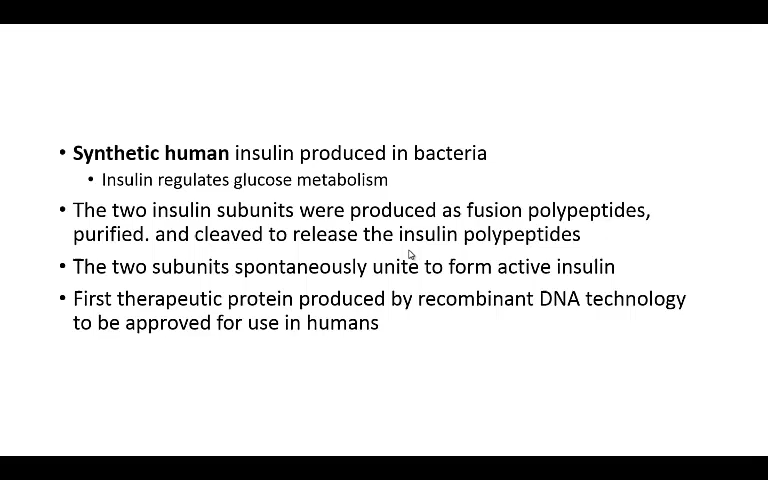 • Synthetic human insulin produced in bacteria
• Insulin regulates glucose metabolism
• The two insulin subunits were produced as fusion polypeptides,
purified. and cleaved to release the insulin polypeptides
• The two subunits spontaneously unite to form active insulin
• First therapeutic protein produced by recombinant DNA technology
to be approved for use in humans